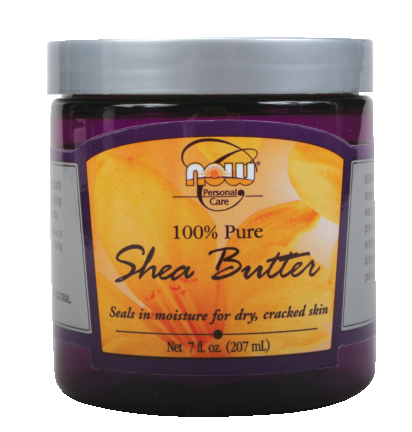 now®
Personal
Care
100% Pure
Shea Butter
Seals in moisture for dry, cracked skin
Net 7 fl. oz. (207 mL)